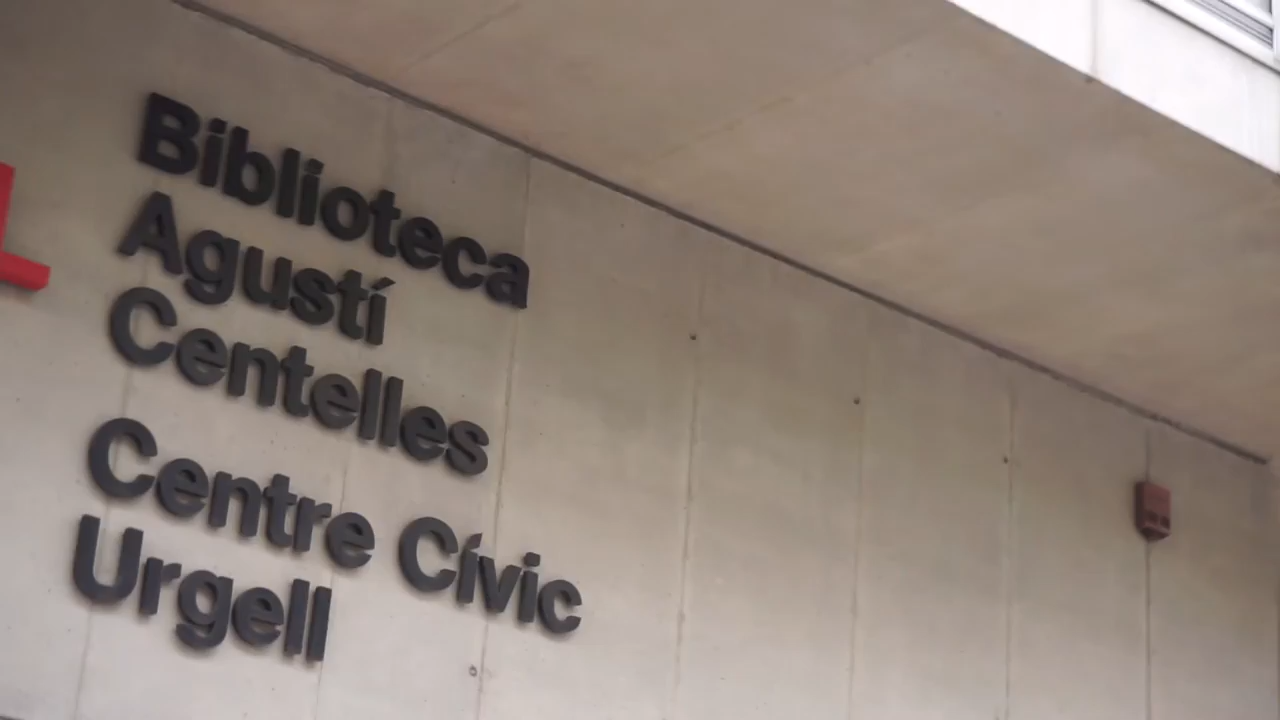 Biblioteca
Agustí
Centelles
Centre Cívic
Urgell